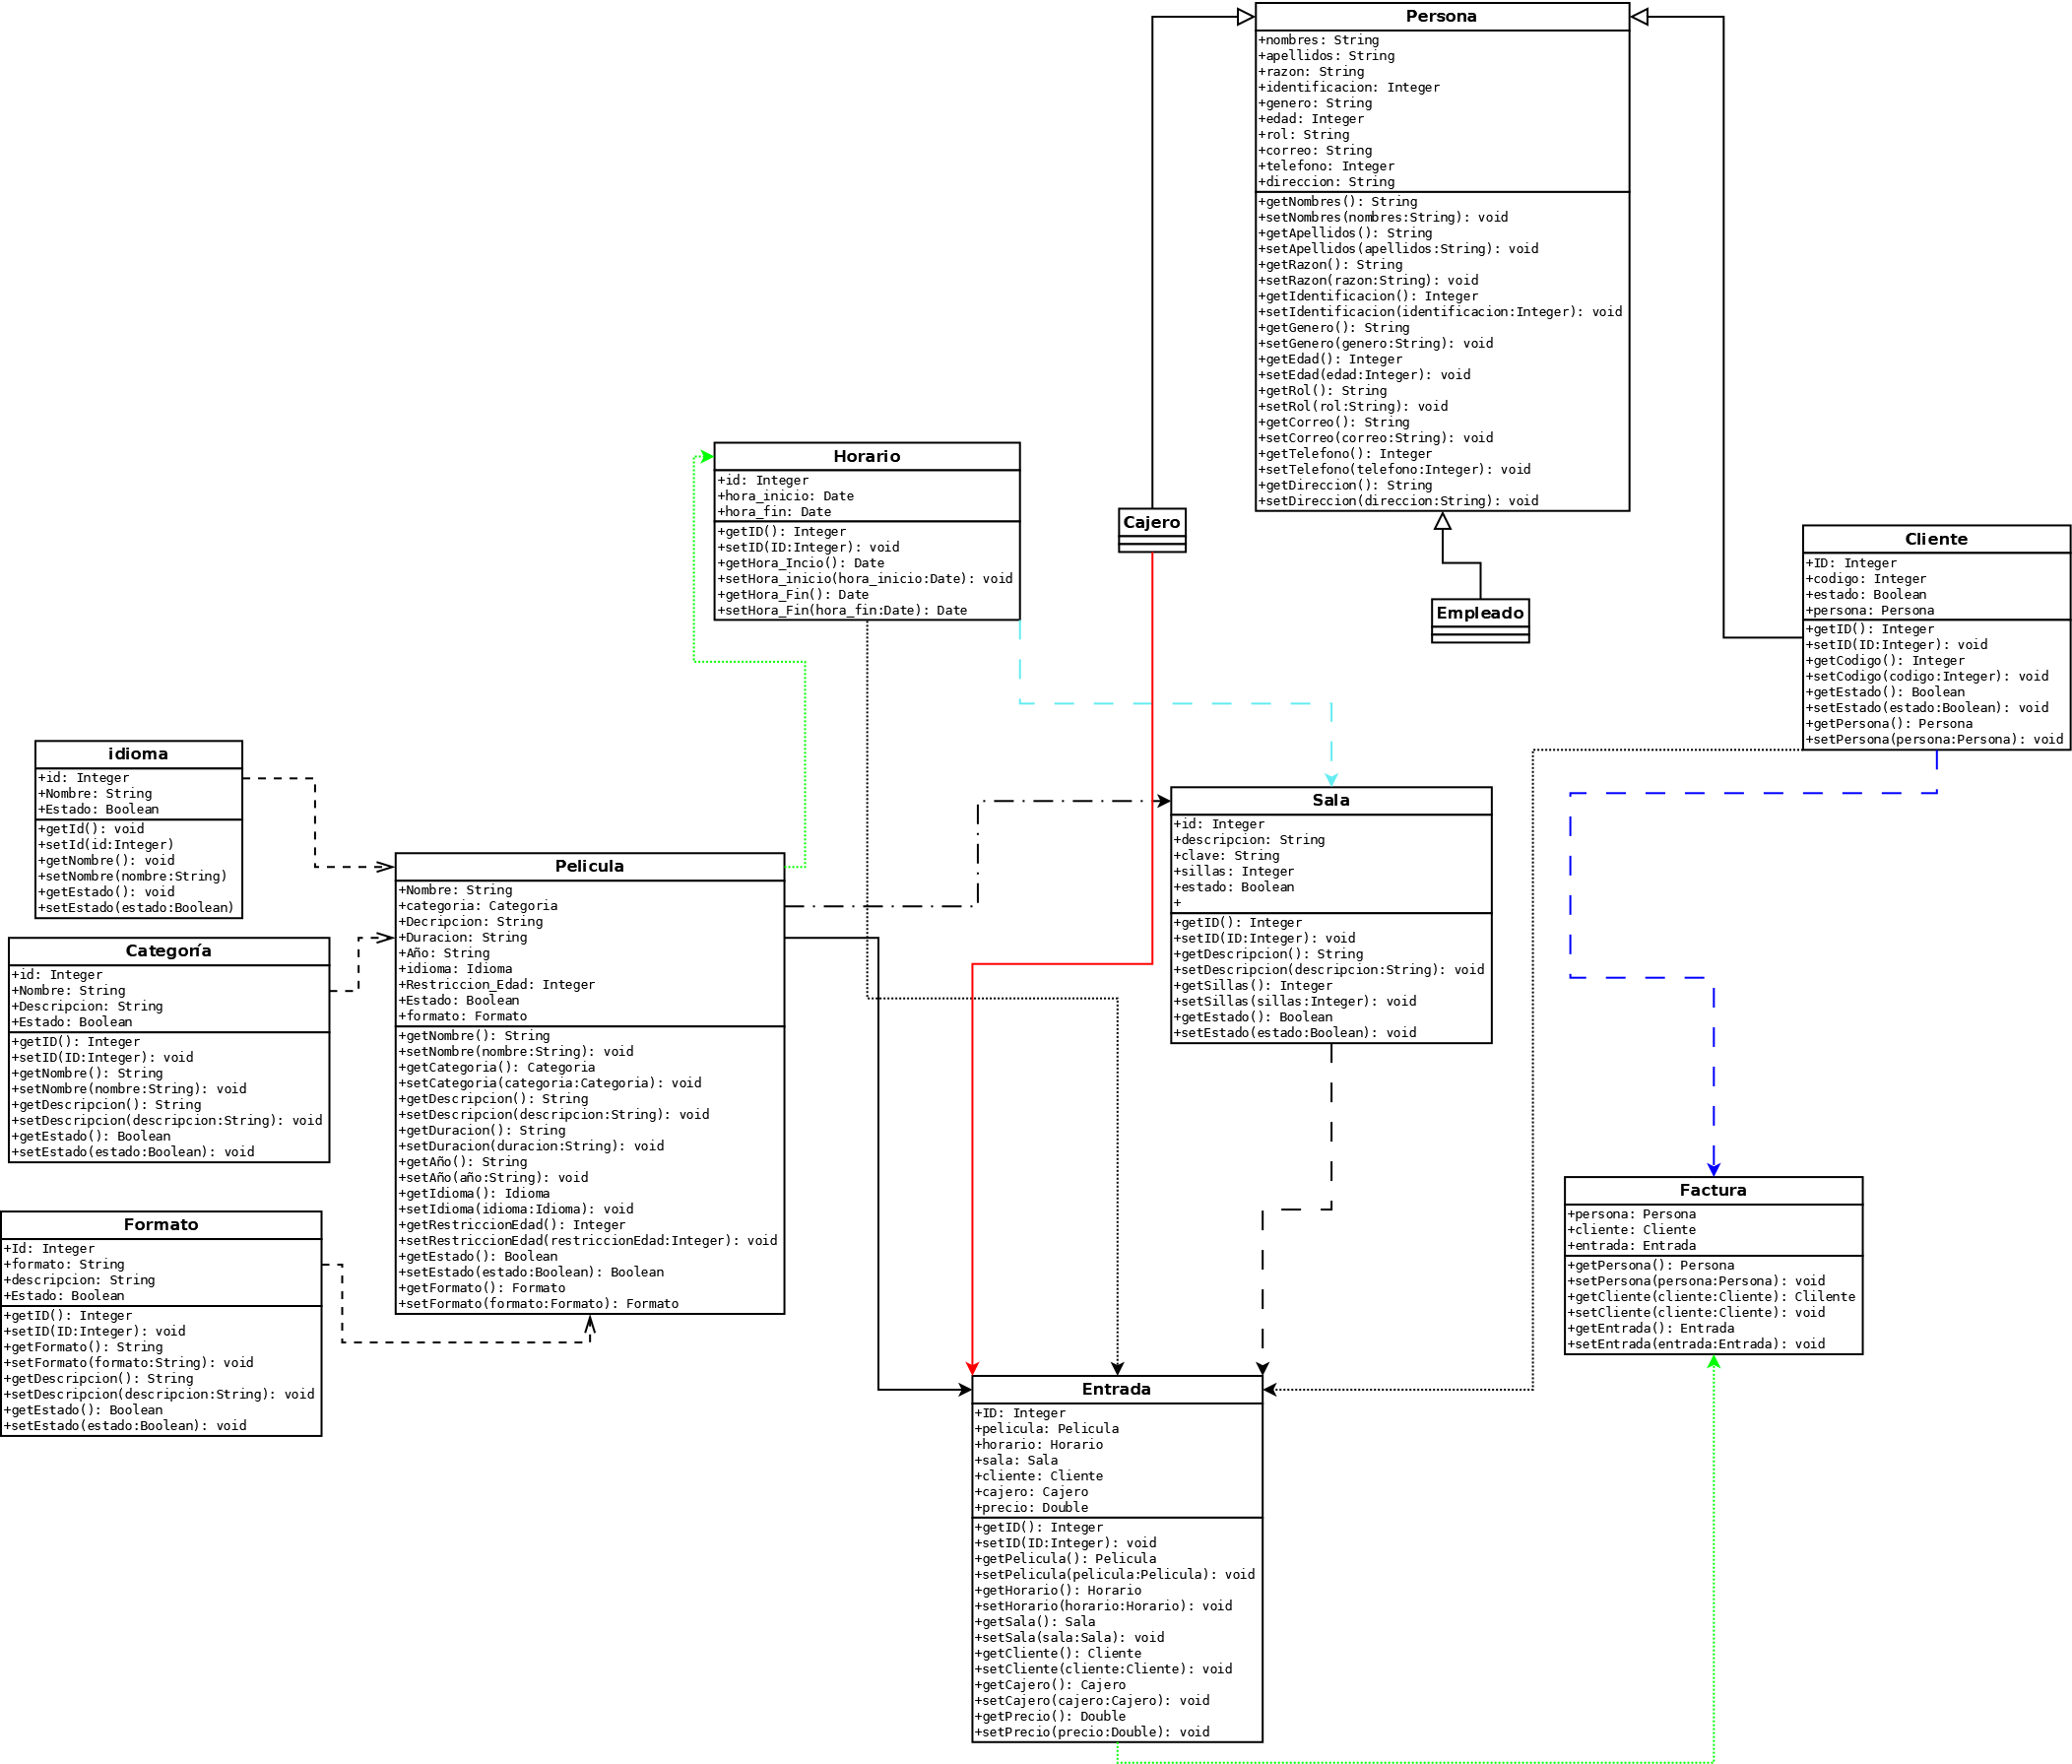 Persona
+nombres: String
+apellidos: String
+razon: String
+identificacion: Integer
+genero: String
+edad: Integer
+rol: String
+correo: String
+telefono: Integer
+direccion: String
+getNombres(): String
+setNombres(nombres:String): void
+getApellidos(): String
+setApellidos(apellidos:String): void
+getRazon(): String
+setRazon(razon:String): void
+getIdentificacion(): Integer
+setIdentificacion(identificacion:Integer): void
+getGenero(): String
+setGenero(genero:String): void
+getEdad(): Integer
+setEdad(edad:Integer): void
+getRol(): String
+setRol(rol:String): void
+getCorreo(): String
+setCorreo(correo:String): void
+getTelefono(): Integer
+setTelefono(telefono:Integer): void
+getDireccion(): String
+setDireccion(direccion:String): void
Horario
+id: Integer
+hora_inicio: Date
+hora_fin: Date
+getID(): Integer
+setID(ID:Integer): void
+getHora_Incio(): Date
+setHora_inicio(hora_inicio:Date): void
+getHora_Fin(): Date
+setHora_Fin(hora_fin:Date): Date
Cajero
Empleado
Cliente
+ID: Integer
+codigo: Integer
+estado: Boolean
+persona: Persona
+getID(): Integer
+setID(ID:Integer): void
+getCodigo(): Integer
+setCodigo(codigo:Integer): void
+getEstado(): Boolean
+setEstado(estado:Boolean): void
+getPersona(): Persona
+setPersona(persona:Persona): void
idioma
+id: Integer
+Nombre: String
+Estado: Boolean
+getId(): void
+setId(id:Integer)
+getNombre(): void
+setNombre(nombre:String)
+getEstado(): void
+setEstado(estado:Boolean)
Categoría
+id: Integer
+Nombre: String
+Descripcion: String
+Estado: Boolean
+getID(): Integer
+setID(ID:Integer): void
+getNombre(): String
+setNombre(nombre:String): void
+getDescripcion(): String
+setDescripcion(descripcion:String): void
+getEstado(): Boolean
+setEstado(estado:Boolean): void
Formato
+Id: Integer
+formato: String
+descripcion: String
+Estado: Boolean
+getID(): Integer
+setID(ID:Integer): void
+getFormato(): String
+setFormato(formato:String): void
+getDescripcion(): String
+setDescripcion(descripcion:String): void
+getEstado(): Boolean
+setEstado(estado:Boolean): void
Pelicula
+Nombre: String
+categoria: Categoria
+Decripcion: String
+Duracion: String
+Año: String
+idioma: Idioma
+Restriccion_Edad: Integer
+Estado: Boolean
+formato: Formato
+getNombre(): String
+setNombre(nombre:String): void
+getCategoria(): Categoria
+setCategoria(categoria:Categoria): void
+getDescripcion(): String
+setDescripcion(descripcion:String): void
+getDuracion(): String
+setDuracion(duracion:String): void
+getAño(): String
+setAño(año:String): void
+getIdioma(): Idioma
+setIdioma(idioma:Idioma): void
+getRestriccionEdad(): Integer
+setRestriccionEdad(restriccionEdad:Integer): void
+getEstado(): Boolean
+setEstado(estado:Boolean): Boolean
+getFormato(): Formato
+setFormato(formato:Formato): Formato
Sala
+id: Integer
+descripcion: String
+clave: String
+sillas: Integer
+estado: Boolean
+
+getID(): Integer
+setID(ID:Integer): void
+getDescripcion(): String
+setDescripcion(descripcion:String): void
+getSillas(): Integer
+setSillas(sillas:Integer): void
+getEstado(): Boolean
+setEstado(estado:Boolean): void
Factura
+persona: Persona
+cliente: Cliente
+entrada: Entrada
+getPersona(): Persona
+setPersona(persona:Persona): void
+getCliente(cliente:Cliente): Clilente
+setCliente(cliente:Cliente): void
+getEntrada(): Entrada
+setEntrada(entrada:Entrada): void
Entrada
+ID: Integer
+pelicula: Pelicula
+horario: Horario
+sala: Sala
+cliente: Cliente
+cajero: Cajero
+precio: Double
+getID(): Integer
+setID(ID:Integer): void
+getPelicula(): Pelicula
+setPelicula(pelicula:Pelicula): void
+getHorario(): Horario
+setHorario(horario:Horario): void
+getSala(): Sala
+setSala(sala:Sala): void
+getCliente(): Cliente
+setCliente(cliente:Cliente): void
+getCajero(): Cajero
+setCajero(cajero:Cajero): void
+getPrecio(): Double
+setPrecio(precio:Double): void